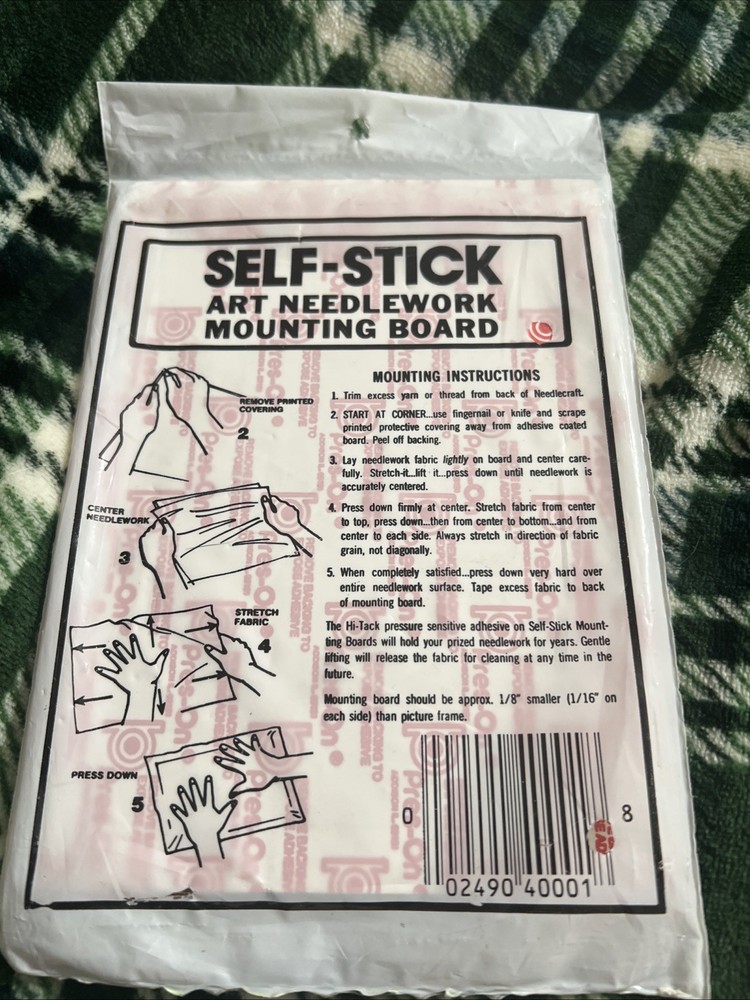 SELF-STICK
ART NEEDLEWORK
MOUNTING BOARD
REMOVE PRINTED
COVERING
2
CENTER
NEEDLEWORK
3
STRETCH
FABRIC
4
PRESS DOWN
5
MOUNTING INSTRUCTIONS
1. Trim excess yarn or thread from back of Needlecraft.
2. START AT CORNER...use fingernail or knife and scrape
printed protective covering away from adhesive coated
board. Peel off backing.
3. Lay needlework fabric lightly on board and center care-
fully. Stretch-it...lift it...press down until needlework is
accurately centered.
4. Press down firmly at center. Stretch fabric from center
to top, press down...then from center to bottom...and from
center to each side. Always stretch in direction of fabric
grain, not diagonally.
5. When completely satisfied...press down very hard over
entire needlework surface. Tape excess fabric to back
of mounting board.
The Hi-Tack pressure sensitive adhesive on Self-Stick Mount-
ting Boards will hold your prized needlework for years. Gentle
lifting will release the fabric for cleaning at any time in the
future.
Mounting board should be approx. 1/8" smaller (1/16" on
each side) than picture frame.
0 02490 40001 8
Pres-On